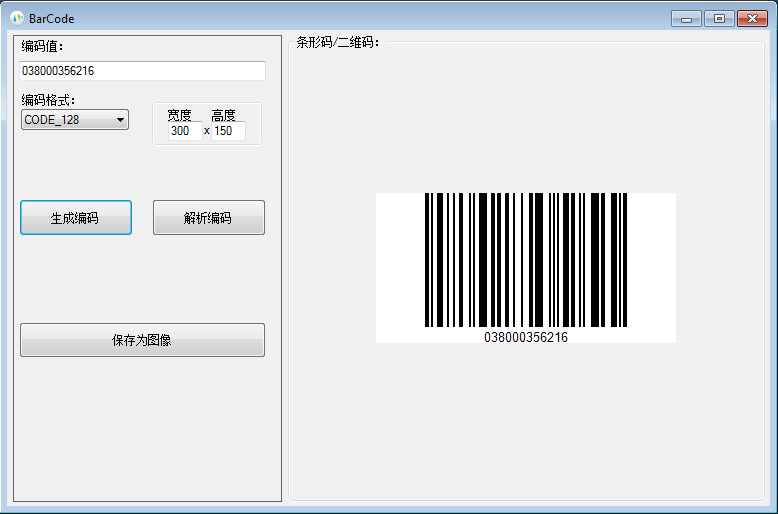 BarCode
编码值:
038000356216
编码格式:
CODE_128
宽度 高度
300 x 150
生成编码 解析编码
保存为图像
条形码/二维码:
038000356216